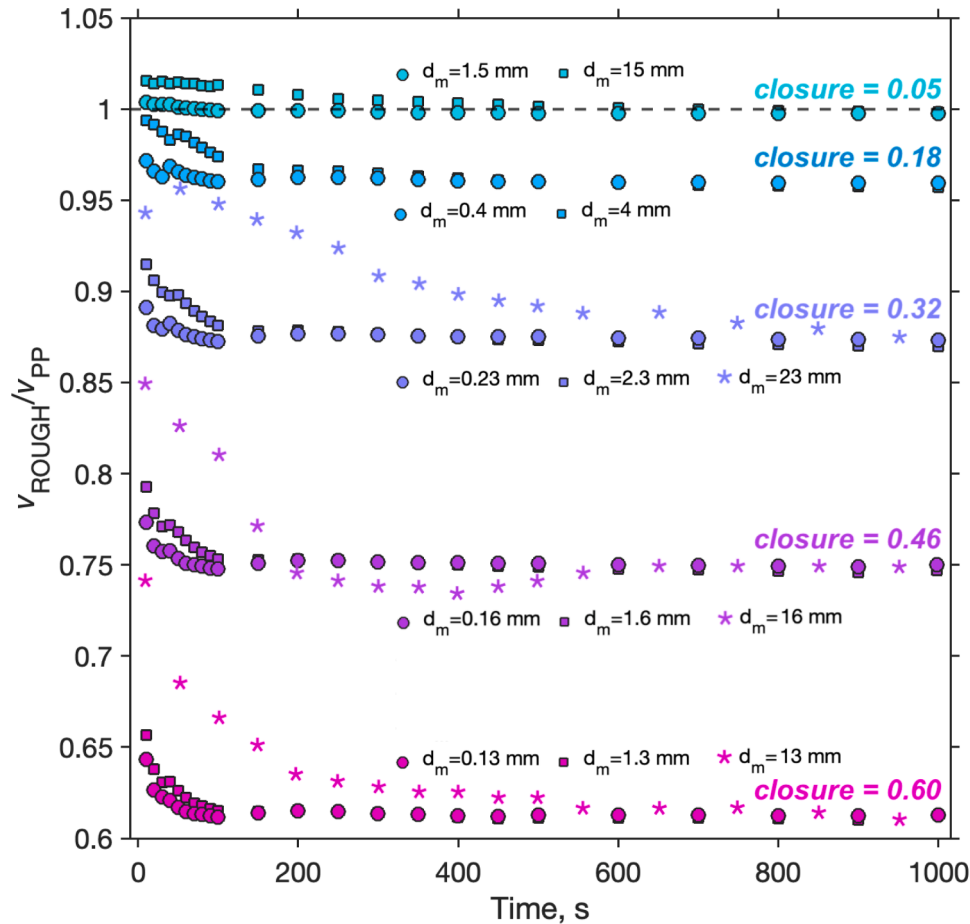 1.05
d_m=1.5 mm d_m=15 mm
closure = 0.05
1
closure = 0.18
0.95
d_m=0.4 mm d_m=4 mm
0.9
closure = 0.32
0.85
d_m=0.23 mm d_m=2.3 mm d_m=23 mm
v_ROUGH/v_PP
0.8
closure = 0.46
0.75
d_m=0.16 mm d_m=1.6 mm d_m=16 mm
0.7
0.65
d_m=0.13 mm d_m=1.3 mm d_m=13 mm
closure = 0.60
0.6
0 200 400 600 800 1000
Time, s